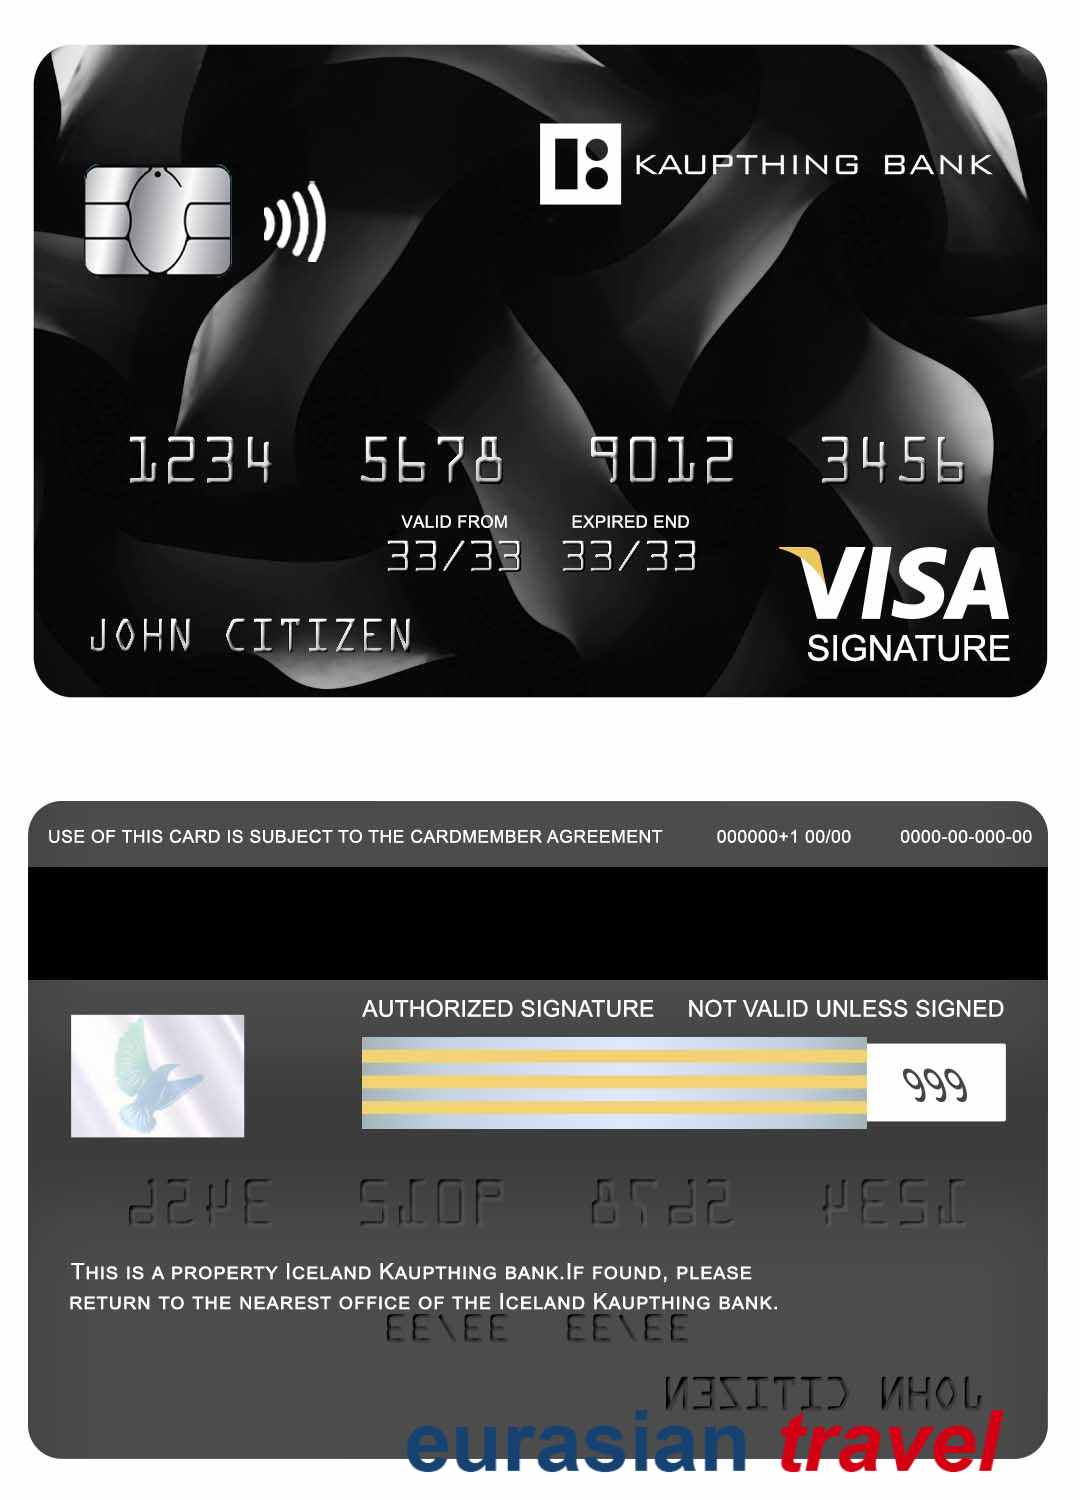 KAUPTHING BANK
1234 5678 9012 3456
VALID FROM EXPIRED END
33/33 33/33
JOHN CITIZEN
VISA
SIGNATURE
USE OF THIS CARD IS SUBJECT TO THE CARDMEMBER AGREEMENT 000000+1 00/00 0000-00-000-00
AUTHORIZED SIGNATURE NOT VALID UNLESS SIGNED
999
1234 5678 9012 3456
THIS IS A PROPERTY ICELAND KAUPTHING BANK.IF FOUND, PLEASE
RETURN TO THE NEAREST OFFICE OF THE ICELAND KAUPTHING BANK.
33/33 33/33
JOHN CITIZEN
eurasian travel